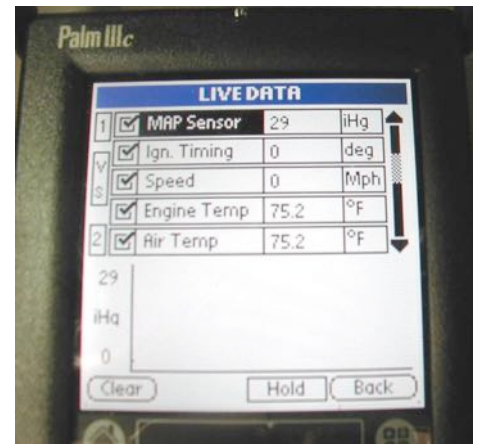 Palm IIIc
LIVE DATA
1 MAP Sensor 29 iHg
Ign. Timing 0 deg
V S Speed 0 Mph
Engine Temp 75.2 °F
2 Air Temp 75.2 °F
29
iHg
0
Clear Hold Back